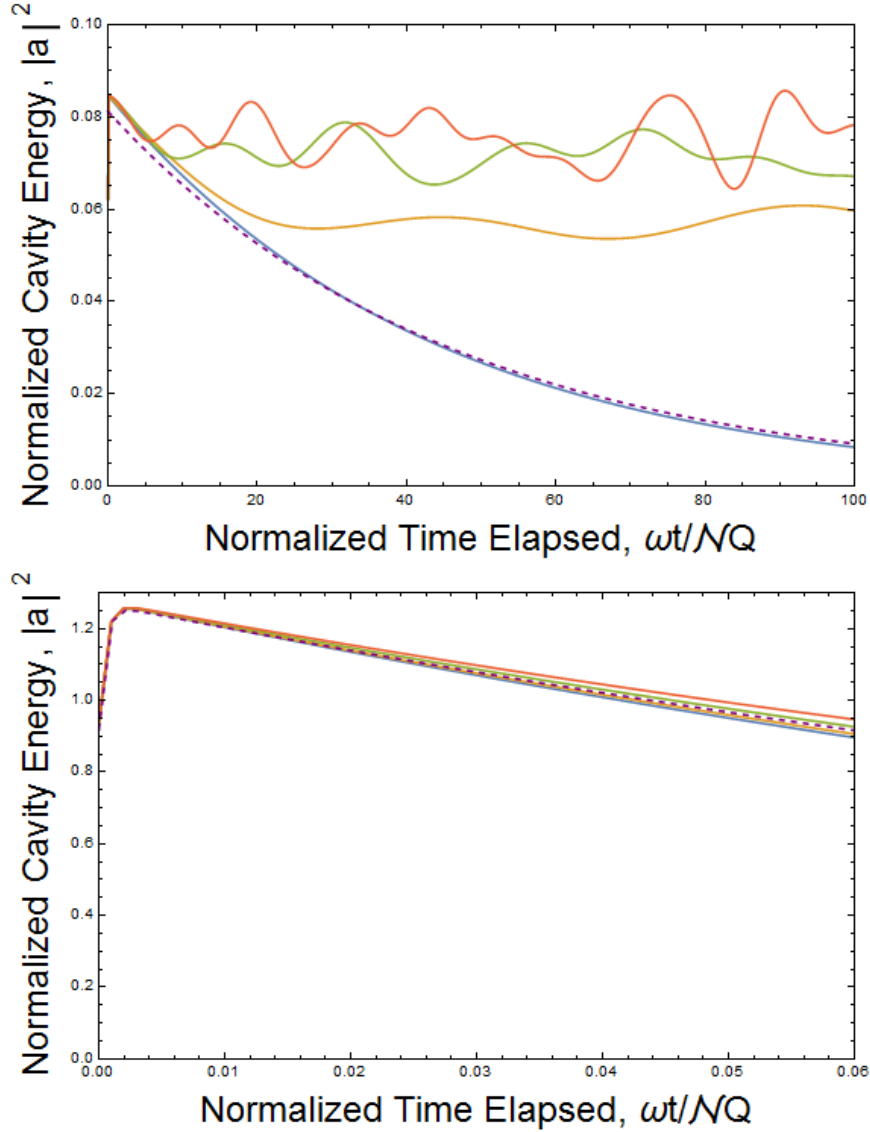 Normalized Cavity Energy, |a| 2
0.10
0.08
0.06
0.04
0.02
0.00
0 20 40 60 80 100
Normalized Time Elapsed, ωt/𝒩Q
Normalized Cavity Energy, |a| 2
1.2
1.0
0.8
0.6
0.4
0.2
0.0
0.00 0.01 0.02 0.03 0.04 0.05 0.06
Normalized Time Elapsed, ωt/𝒩Q